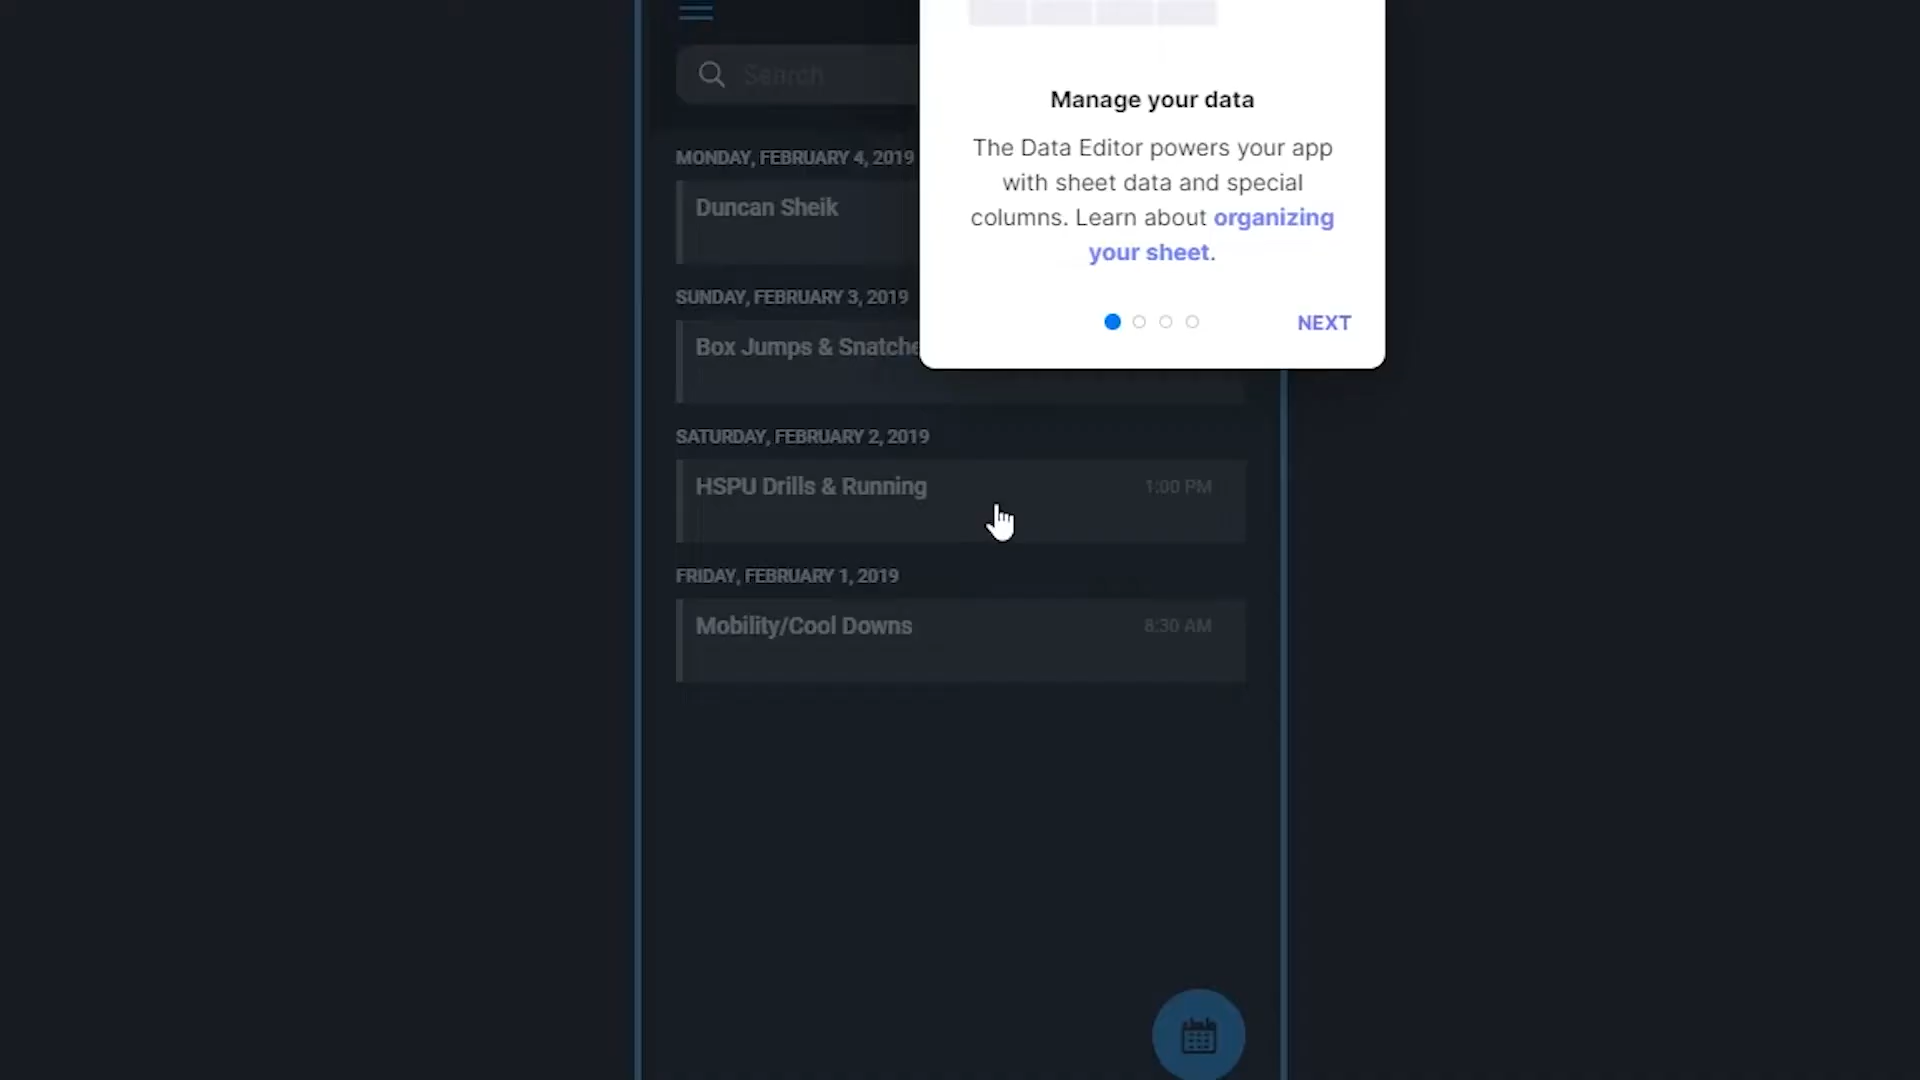 Search
MONDAY, FEBRUARY 4, 2019
Duncan Sheik
SUNDAY, FEBRUARY 3, 2019
Box Jumps & Snatche
SATURDAY, FEBRUARY 2, 2019
HSPU Drills & Running
1:00 PM
FRIDAY, FEBRUARY 1, 2019
Mobility/Cool Downs
8:30 AM
Manage your data
The Data Editor powers your app
with sheet data and special
columns. Learn about organizing
your sheet.
NEXT